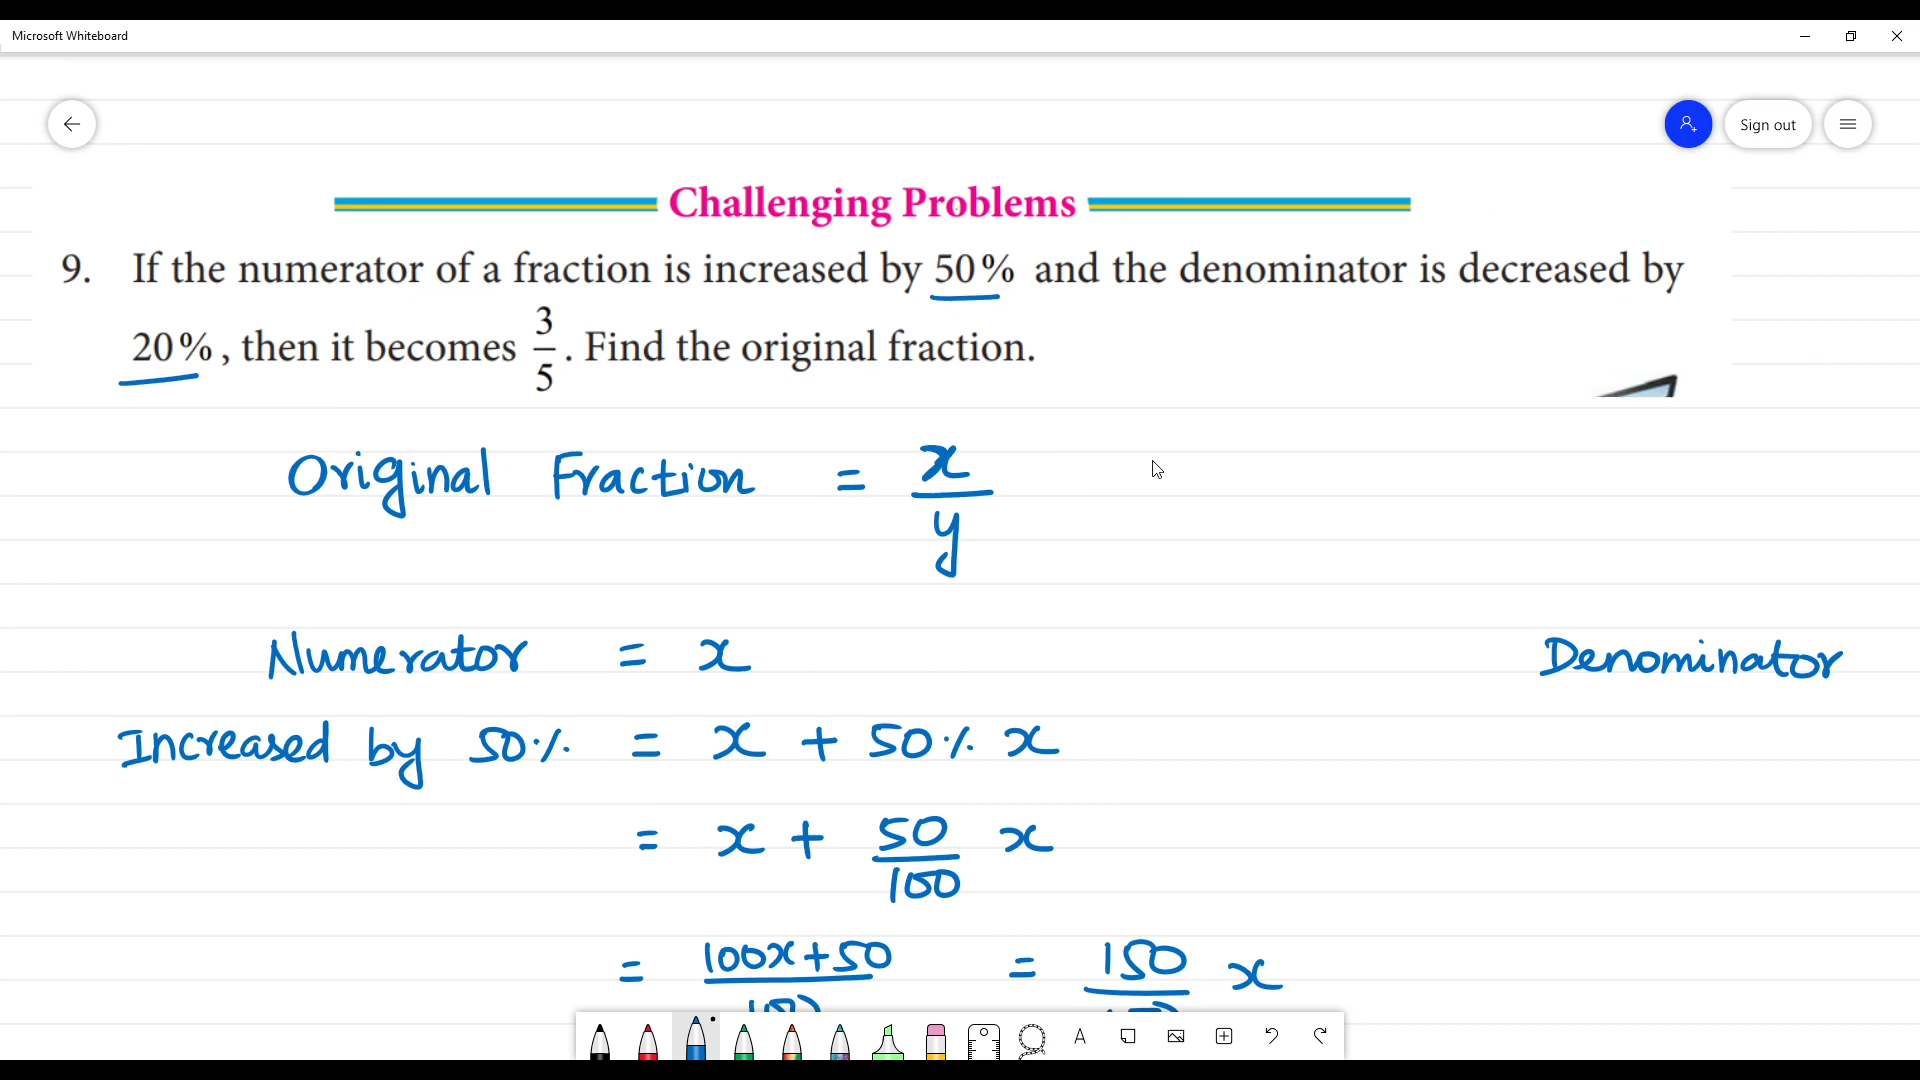 Microsoft Whiteboard
Sign out
Challenging Problems
9. If the numerator of a fraction is increased by 50% and the denominator is decreased by
20%, then it becomes 3/5. Find the original fraction.
Original Fraction = x/y
Numerator = x
Denominator
Increased by 50% = x + 50% x
= x + 50/100 x
= 100x+50/100 = 150/ x
A